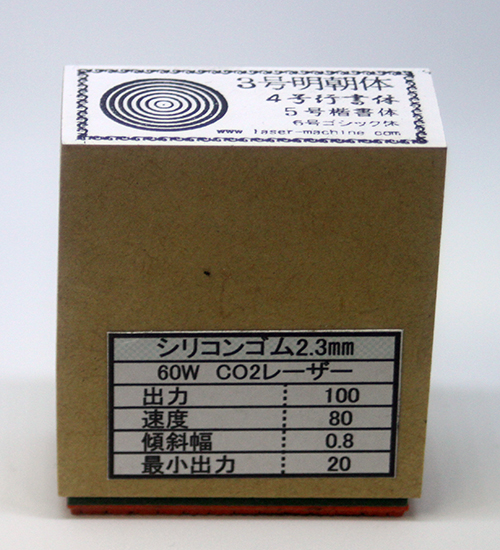 3号明朝体
4号行書体
5号楷書体
6号ゴシック体
www.laser-machine.com
シリコンゴム2.3mm
60W CO2レーザー
出力 100
速度 80
傾斜幅 0.8
最小出力 20